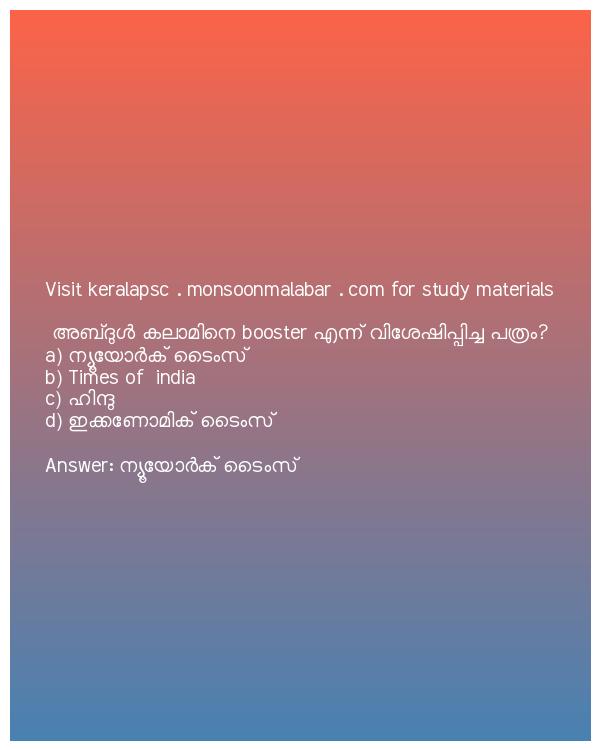 Visit keralapsc . monsoonmalabar . com for study materials
അബ്ദുൾ കലാമിനെ booster എന്ന് വിശേഷിപ്പിച്ച പത്രം?
a) ന്യൂയോർക് ടൈംസ്
b) Times of india
c) ഹിന്ദു
d) ഇക്കണോമിക് ടൈംസ്
Answer: ന്യൂയോർക് ടൈംസ്